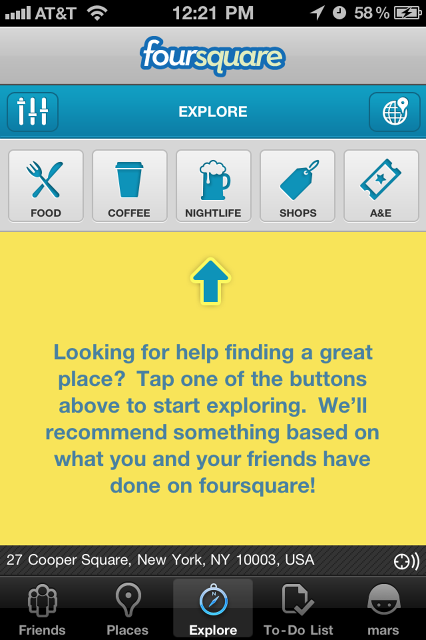 AT&T 12:21 PM 58%
foursquare
EXPLORE
FOOD COFFEE NIGHTLIFE SHOPS A&E
Looking for help finding a great
place? Tap one of the buttons
above to start exploring. We'll
recommend something based on
what you and your friends have
done on foursquare!
27 Cooper Square, New York, NY 10003, USA
N
Friends Places Explore To-Do List mars